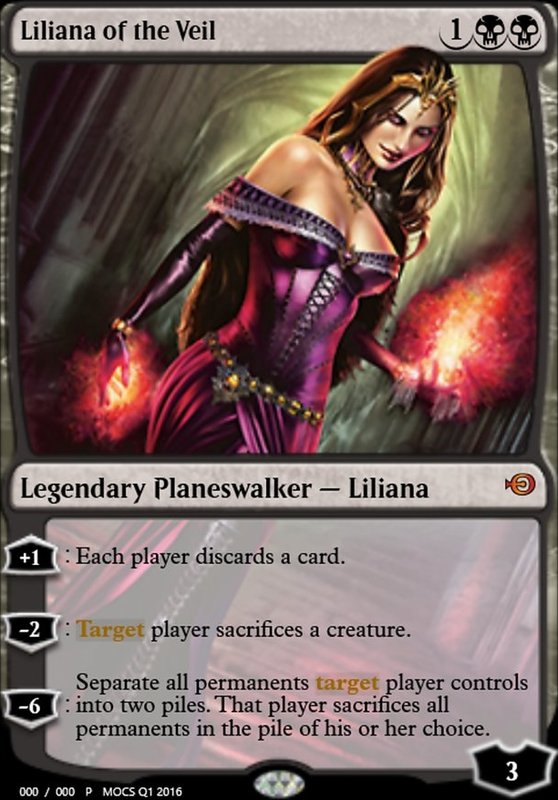 Liliana of the Veil 1
Legendary Planeswalker — Liliana
+1 : Each player discards a card.
-2 : Target player sacrifices a creature.
Separate all permanents target player controls
-6 : into two piles. That player sacrifices all
permanents in the pile of his or her choice.
3
000 / 000 P MOCS Q1 2016